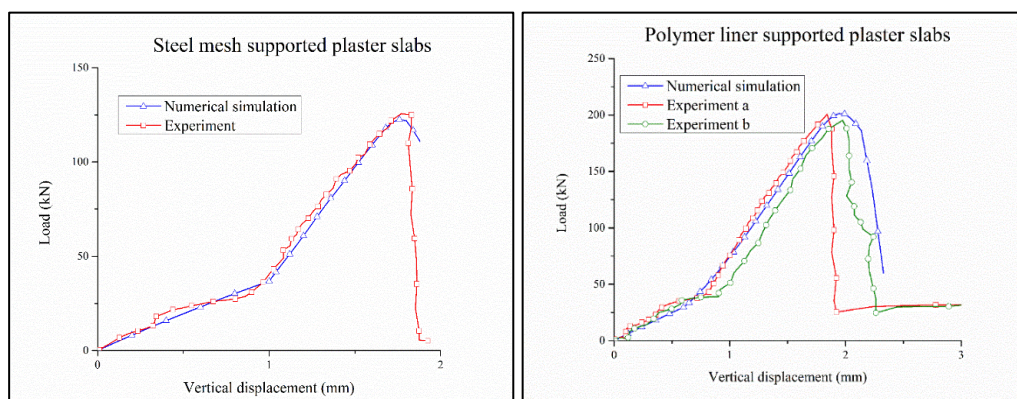 Steel mesh supported plaster slabs
150
Numerical simulation
Experiment
100
Load (kN)
50
0
0
1
2
Vertical displacement (mm)
Polymer liner supported plaster slabs
250
Numerical simulation
Experiment a
Experiment b
200
150
Load (kN)
100
50
0
0
1
2
3
Vertical displacement (mm)